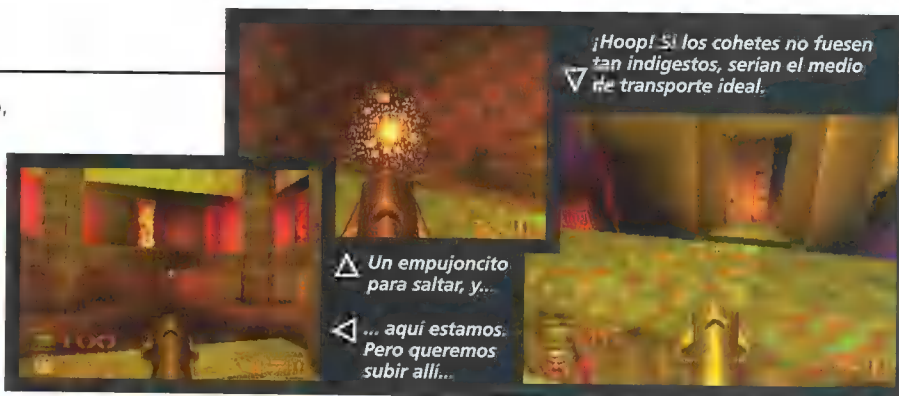 ¡Hoop! Si los cohetes no fuesen
tan indigestos, serian el medio
de transporte ideal.
Un empujoncito
para saltar, y...
... aquí estamos.
Pero queremos
subir allí...